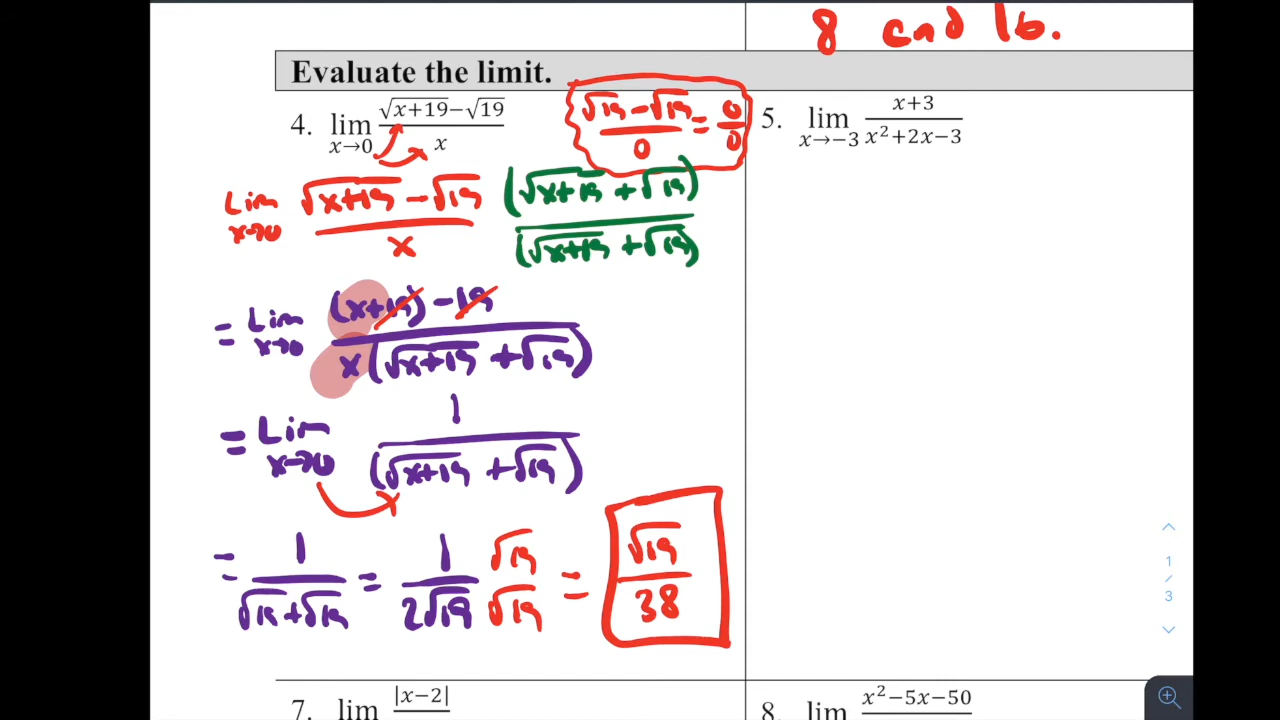 8 and 16.
Evaluate the limit.
4. lim x→0 (√(x+19)−√19)/x
(√19 − √19)/0 = 0/0
Lim x→0 (√(x+19) − √19)/x (√(x+19) + √19)/(√(x+19) + √19)
= Lim x→0 ((x+19) − 19)/(x(√(x+19) + √19))
= Lim x→0 1/(√(x+19) + √19)
= 1/(√19+√19) = 1/(2√19) √19/√19 = √19/38
5. lim x→−3 (x+3)/(x²+2x−3)
7. lim |x−2|
8. lim x²−5x−50
1
/
3